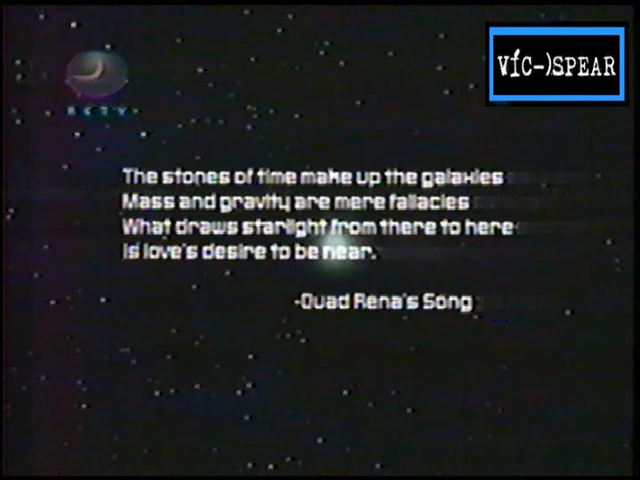 VÍC-)SPEAR
The stones of time make up the galaxies
Mass and gravity are mere fallacies
What draws starlight from there to here
Is love's desire to be near.
-Quad Rena's Song